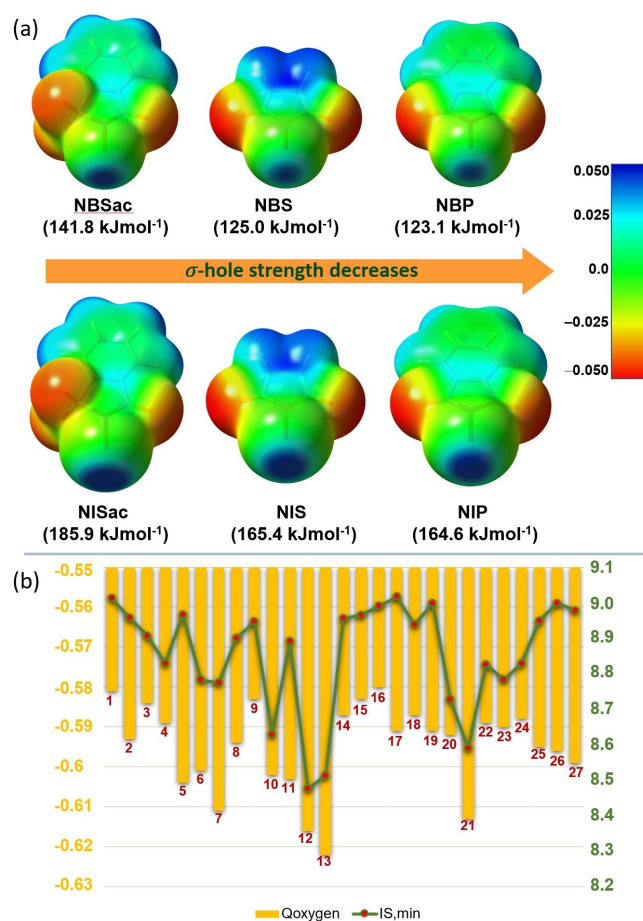 (a)
NBSac NBS NBP
(141.8 kJmol-1) (125.0 kJmol-1) (123.1 kJmol-1)
0.050
0.025
0.0
–0.025
–0.050
σ-hole strength decreases
NISac NIS NIP
(185.9 kJmol-1) (165.4 kJmol-1) (164.6 kJmol-1)
(b)
-0.55 9.1
-0.56 9.0
-0.57 8.9
-0.58 8.8
-0.59 8.7
-0.6 8.6
-0.61 8.5
-0.62 8.4
-0.63 8.3
8.2
1 2 3 4 5 6 7 8 9 10 11 12 13 14 15 16 17 18 19 20 21 22 23 24 25 26 27
Qoxygen IS,min